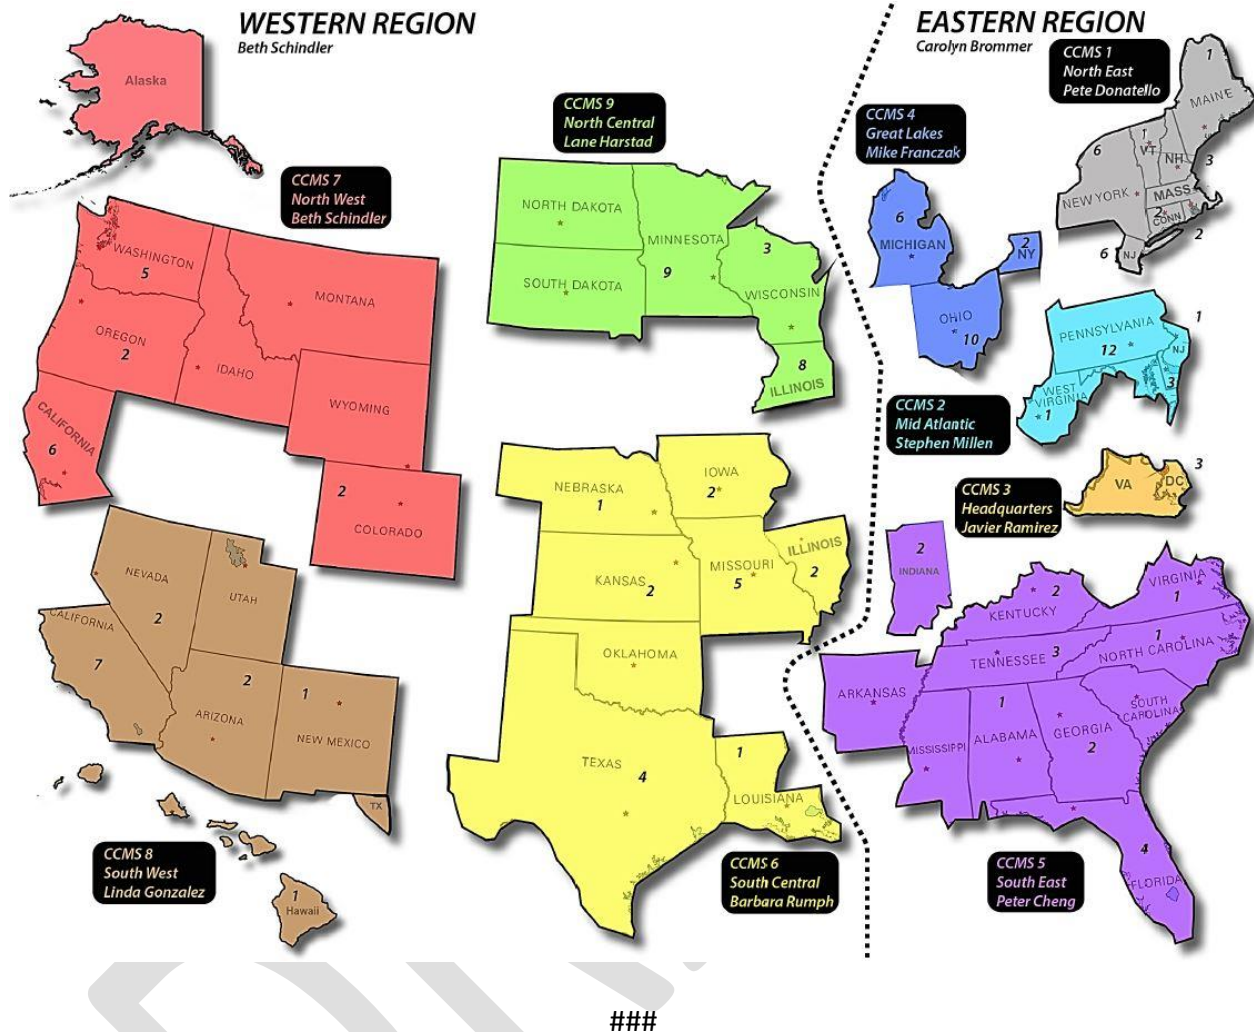 WESTERN REGION
Beth Schindler
EASTERN REGION
Carolyn Brommer
CCMS 1
North East
Pete Donatello
1
MAINE
6
1
VT
NH
3
NEW YORK
MASS
2
CONN
2
6
NJ
CCMS 4
Great Lakes
Mike Franczak
6
MICHIGAN
2
NY
OHIO
10
Alaska
CCMS 7
North West
Beth Schindler
WASHINGTON
5
MONTANA
OREGON
2
IDAHO
WYOMING
CALIFORNIA
6
2
COLORADO
CCMS 9
North Central
Lane Harstad
NORTH DAKOTA
MINNESOTA
3
9
SOUTH DAKOTA
WISCONSIN
8
ILLINOIS
PENNSYLVANIA
1
12
NJ
3
WEST
VIRGINIA
1
CCMS 2
Mid Atlantic
Stephen Millen
CCMS 3
Headquarters
Javier Ramirez
VA
DC
3
NEBRASKA
1
IOWA
2
KANSAS
2
MISSOURI
5
ILLINOIS
2
OKLAHOMA
TEXAS
4
1
LOUISIANA
CCMS 6
South Central
Barbara Rumph
NEVADA
2
UTAH
CALIFORNIA
7
2
ARIZONA
1
NEW MEXICO
TX
1
Hawaii
CCMS 8
South West
Linda Gonzalez
2
INDIANA
2
KENTUCKY
VIRGINIA
1
TENNESSEE
3
1
NORTH CAROLINA
ARKANSAS
SOUTH
CAROLINA
MISSISSIPPI
1
ALABAMA
GEORGIA
2
4
FLORIDA
CCMS 5
South East
Peter Cheng
###